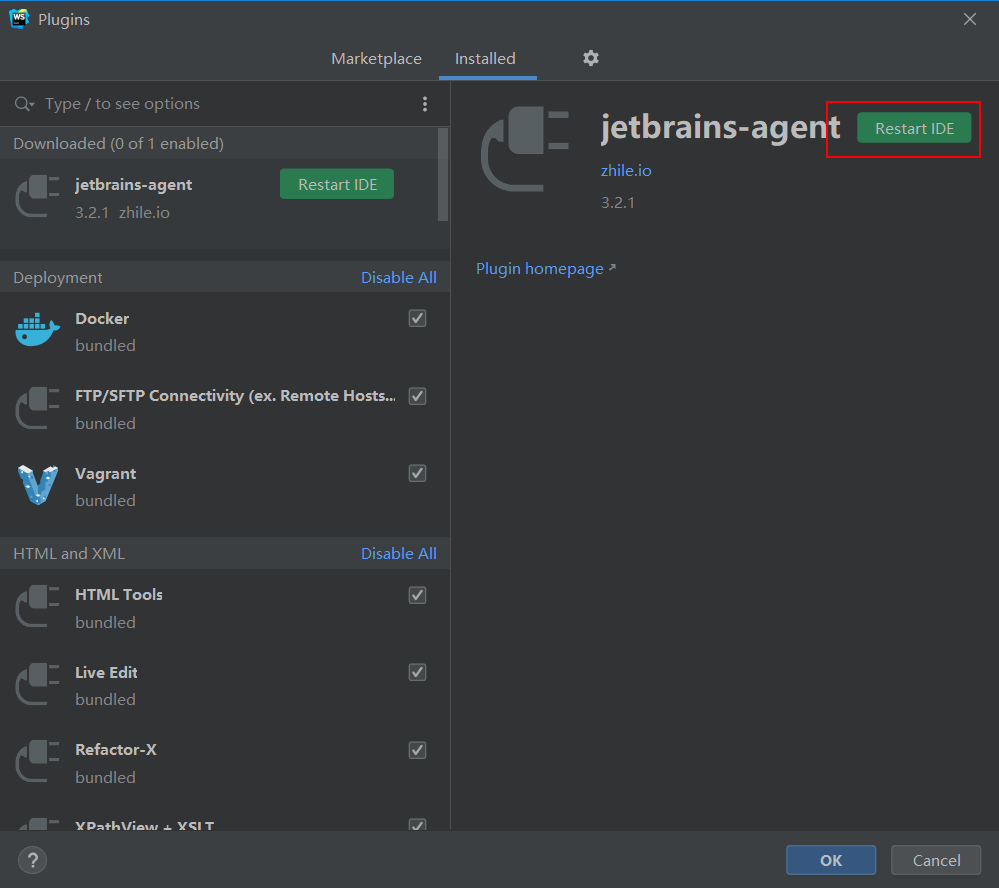 WS
Plugins
Marketplace
Installed
Type / to see options
Downloaded (0 of 1 enabled)
jetbrains-agent
Restart IDE
3.2.1 zhile.io
Deployment
Disable All
Docker
bundled
FTP/SFTP Connectivity (ex. Remote Hosts...
bundled
Vagrant
bundled
HTML and XML
Disable All
HTML Tools
bundled
Live Edit
bundled
Refactor-X
bundled
XPathView + XSLT
jetbrains-agent
Restart IDE
zhile.io
3.2.1
Plugin homepage ↗
?
OK
Cancel